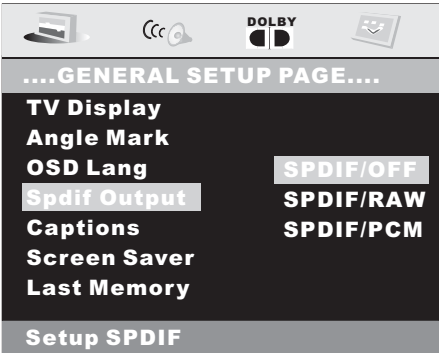 DOLBY
....GENERAL SETUP PAGE....
TV Display
Angle Mark
OSD Lang SPDIF/OFF
Spdif Output SPDIF/RAW
Captions SPDIF/PCM
Screen Saver
Last Memory
Setup SPDIF